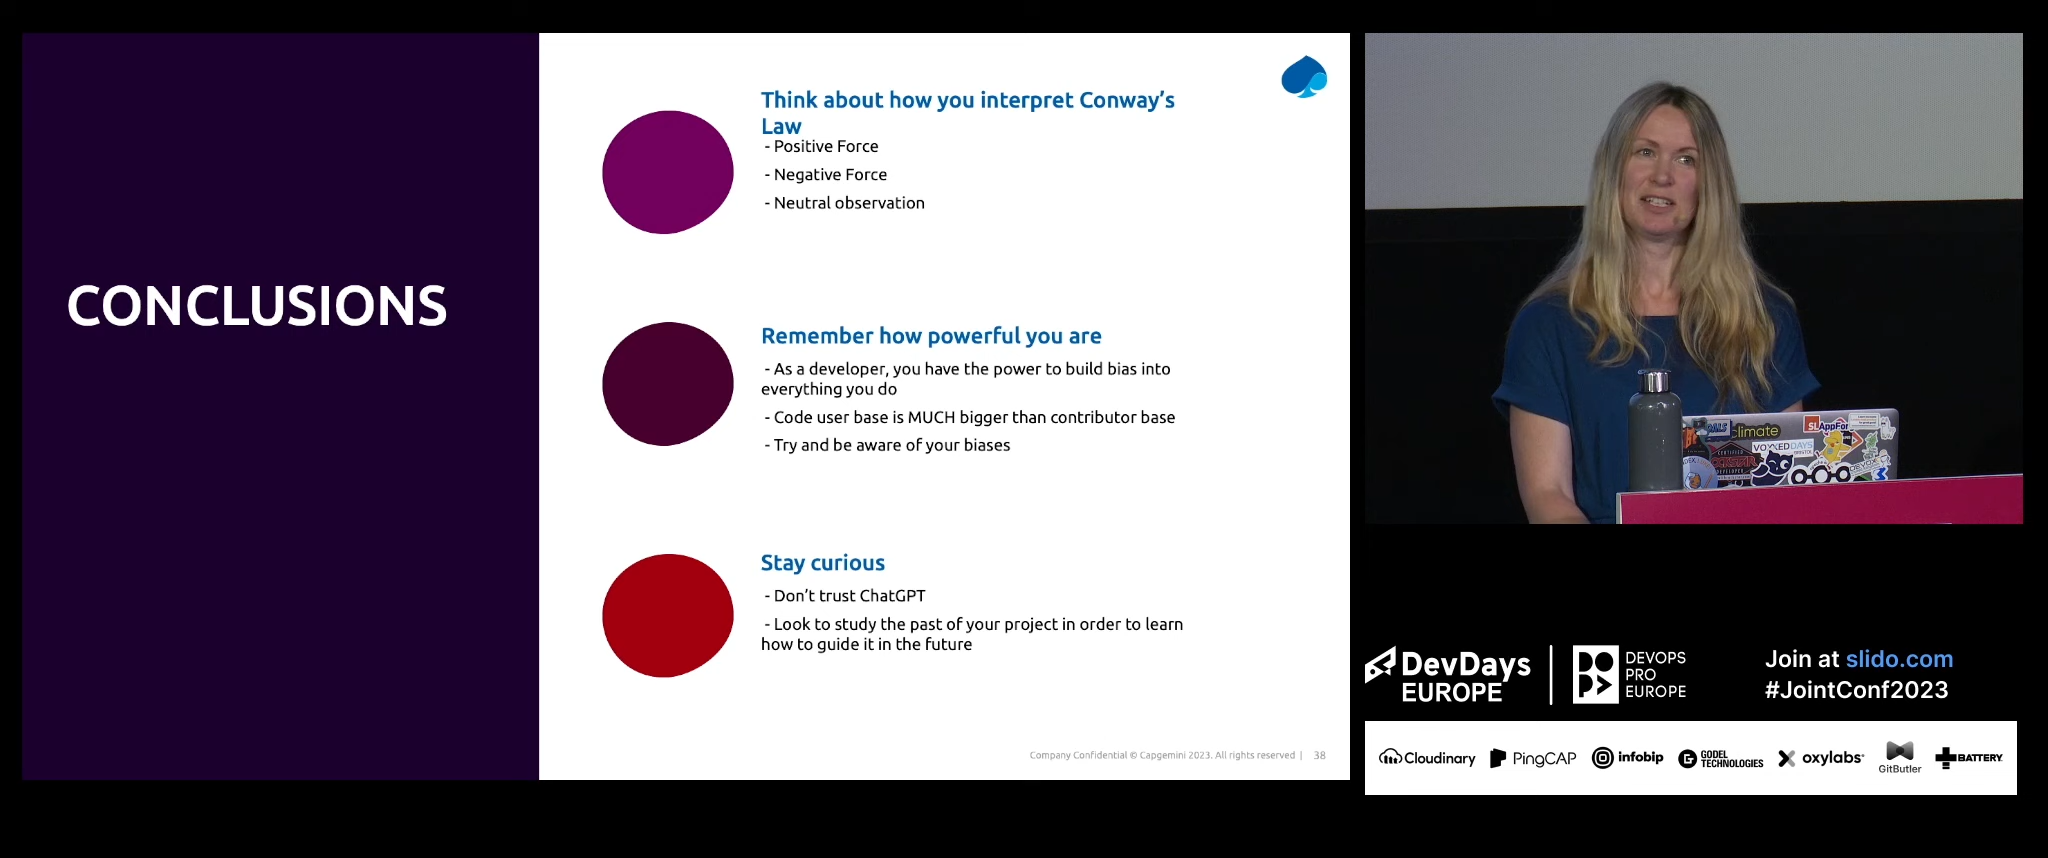 CONCLUSIONS
Think about how you interpret Conway’s
Law
- Positive Force
- Negative Force
- Neutral observation
Remember how powerful you are
- As a developer, you have the power to build bias into
everything you do
- Code user base is MUCH bigger than contributor base
- Try and be aware of your biases
Stay curious
- Don’t trust ChatGPT
- Look to study the past of your project in order to learn
how to guide it in the future
Company Confidential © Capgemini 2023. All rights reserved | 38
climate
VOXXEDDAYS
BRISTOL
DevDays
EUROPE
DEVOPS
PRO
EUROPE
Join at slido.com
#JointConf2023
Cloudinary
PingCAP
infobip
GODEL
TECHNOLOGIES
oxylabs
GitButler
BATTERY